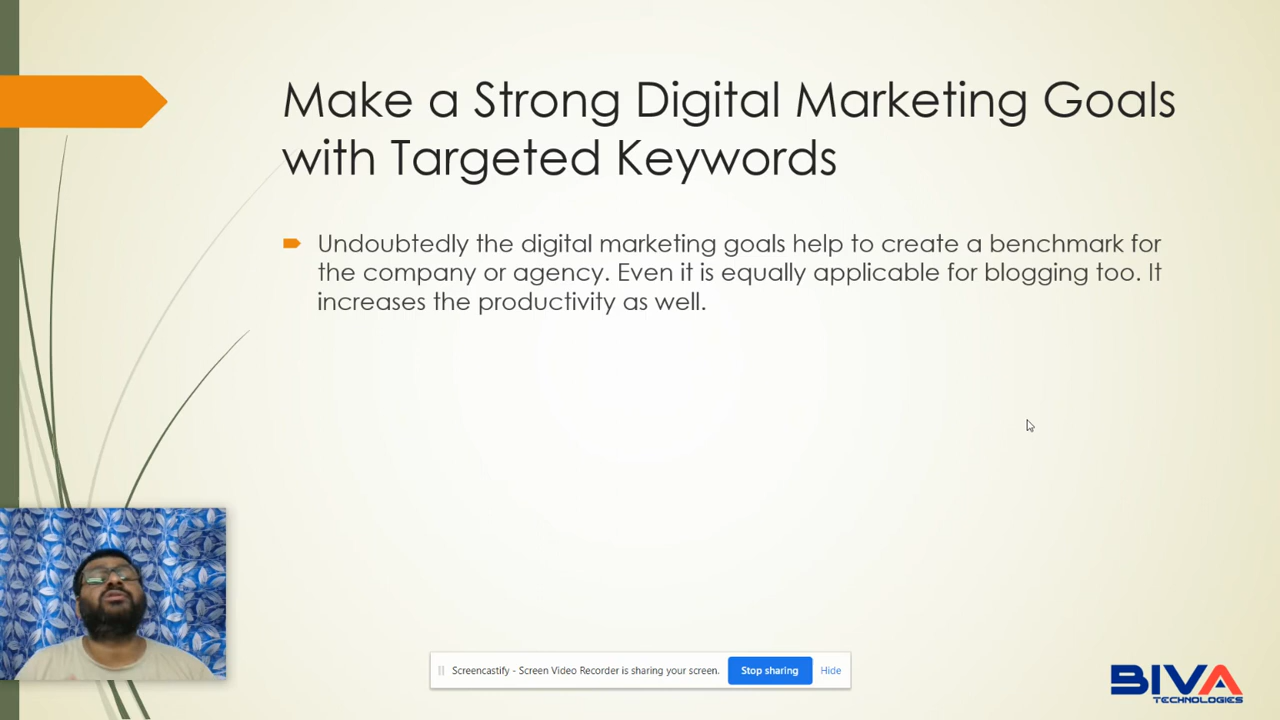 Make a Strong Digital Marketing Goals
with Targeted Keywords
Undoubtedly the digital marketing goals help to create a benchmark for
the company or agency. Even it is equally applicable for blogging too. It
increases the productivity as well.
Screencastify - Screen Video Recorder is sharing your screen.
Stop sharing
Hide
BIVA
TECHNOLOGIES